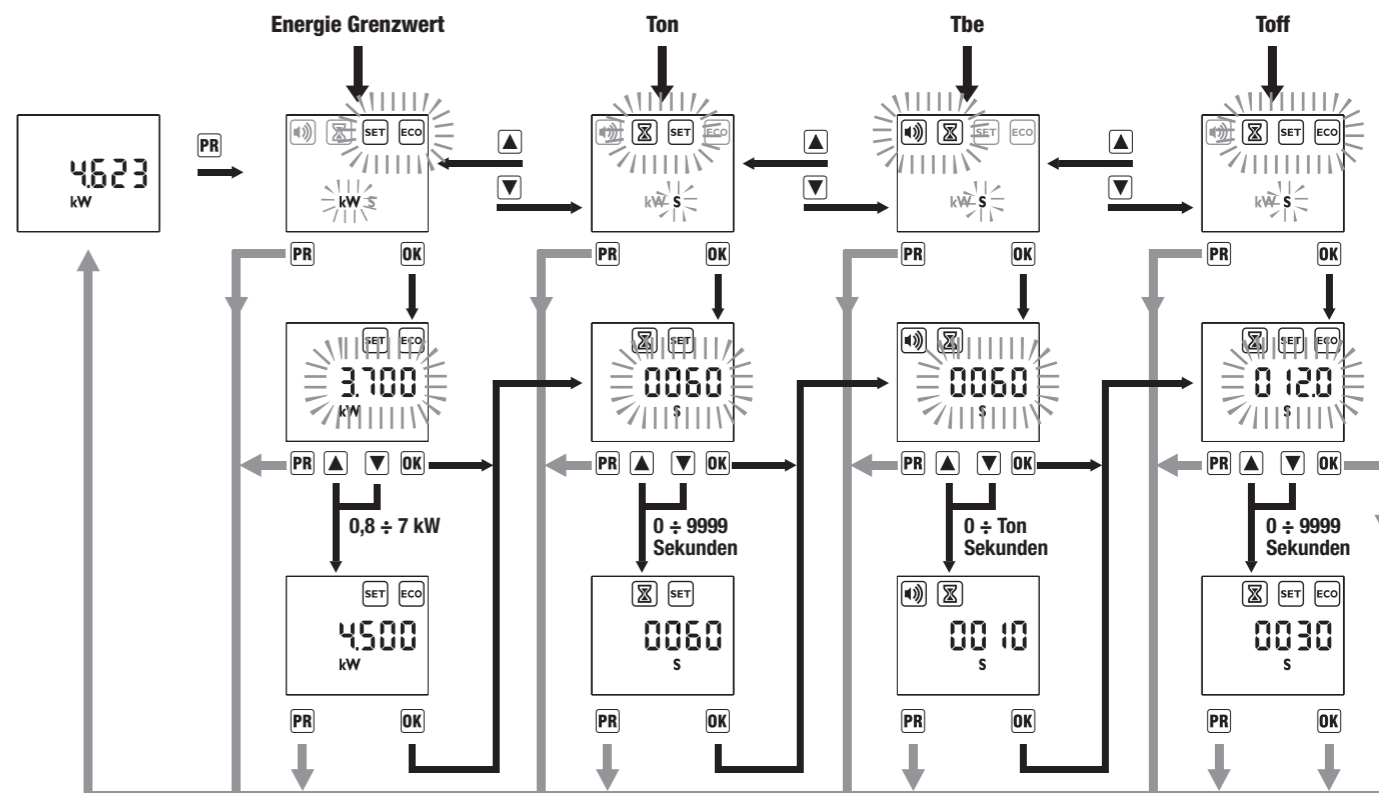 Energie Grenzwert Ton Tbe Toff
SET ECO SET ECO SET ECO SET ECO
PR
4.623
kW
kW S kW S kW S kW S
PR OK PR OK PR OK PR OK
SET ECO SET SET ECO
3.700 0060 0060 012.0
kW S S
PR OK PR OK PR OK PR OK
0,8 ÷ 7 kW
0 ÷ 9999
Sekunden
0 ÷ Ton
Sekunden
0 ÷ 9999
Sekunden
SET ECO SET SET ECO
4.500 0060 0010 0030
kW S S S
PR OK PR OK PR OK PR OK